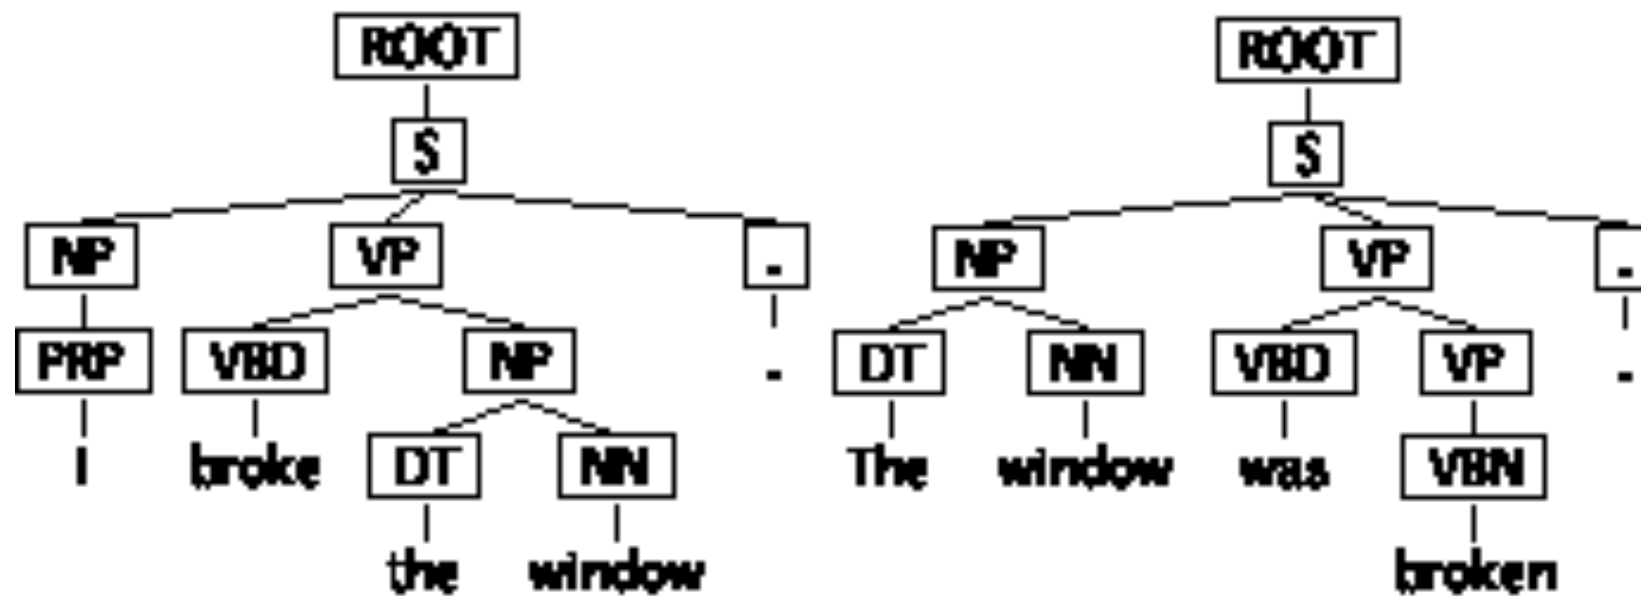 ROOT ROOT
S S
NP VP . NP VP .
PRP VBD NP . DT NN VBD VP .
I broke DT NN The window was VBN
the window broken